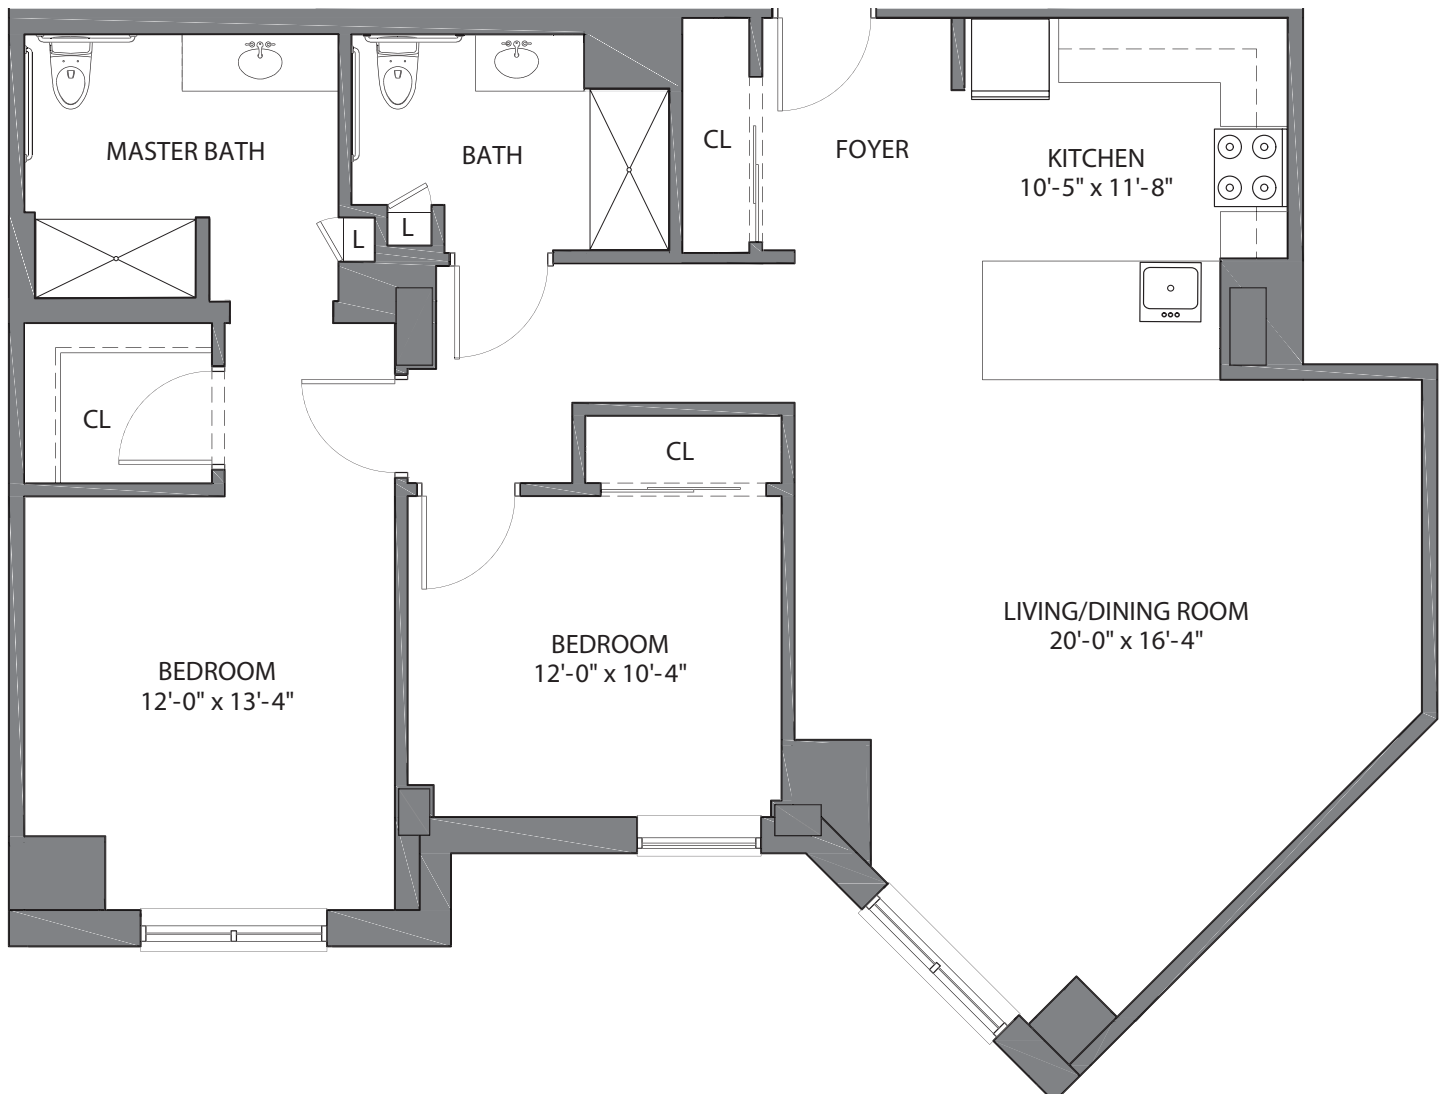 MASTER BATH
BATH
CL
FOYER
KITCHEN
10'-5" x 11'-8"
L
L
CL
CL
BEDROOM
12'-0" x 13'-4"
BEDROOM
12'-0" x 10'-4"
LIVING/DINING ROOM
20'-0" x 16'-4"